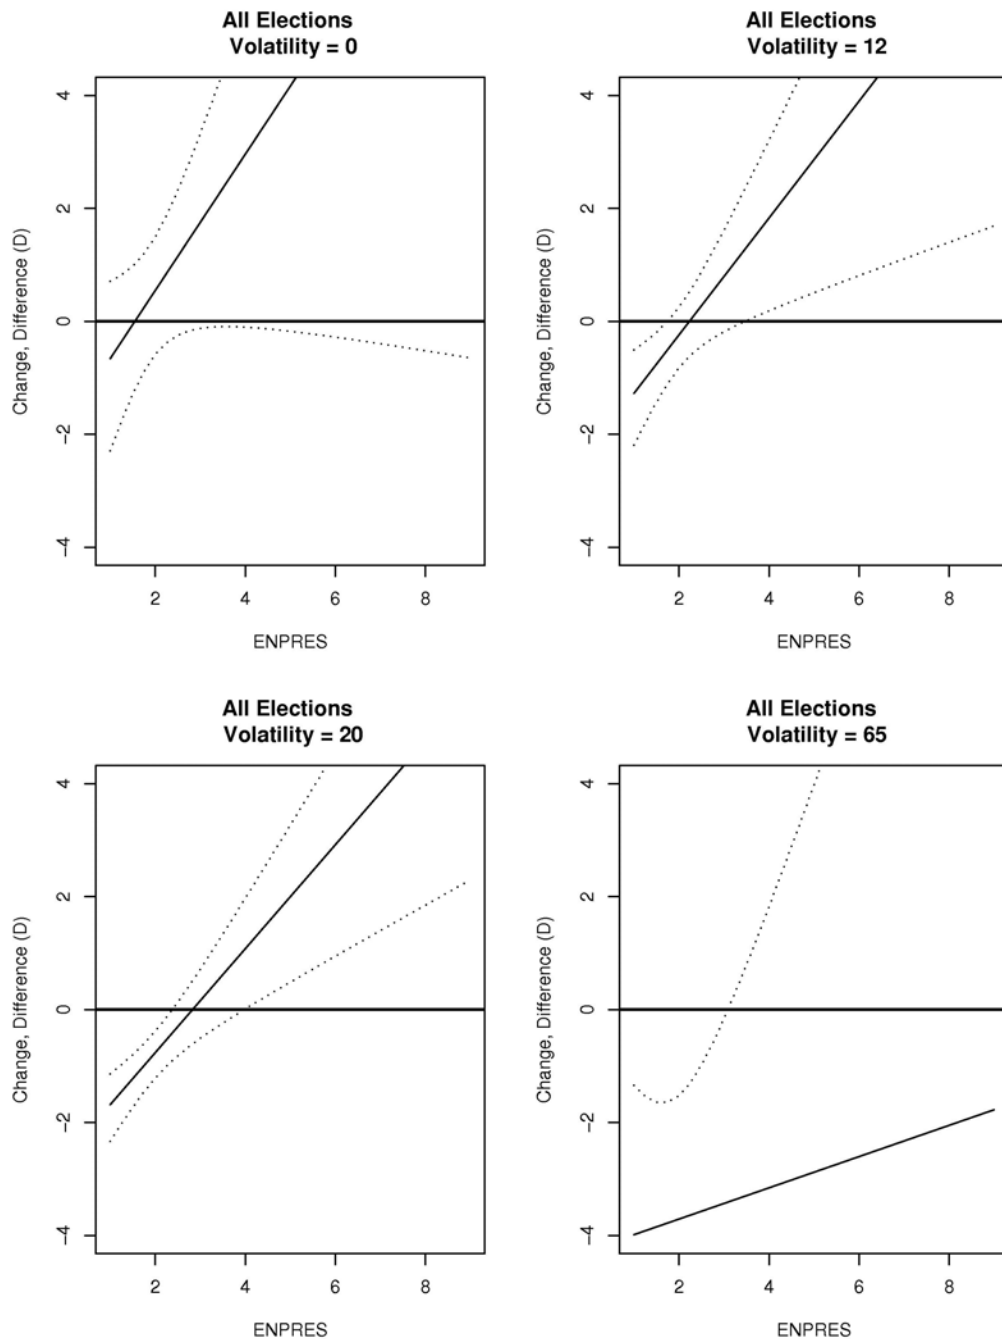 All Elections
Volatility = 0
Change, Difference (D)
4
2
0
−2
−4
2 4 6 8
ENPRES
All Elections
Volatility = 12
Change, Difference (D)
4
2
0
−2
−4
2 4 6 8
ENPRES
All Elections
Volatility = 20
Change, Difference (D)
4
2
0
−2
−4
2 4 6 8
ENPRES
All Elections
Volatility = 65
Change, Difference (D)
4
2
0
−2
−4
2 4 6 8
ENPRES